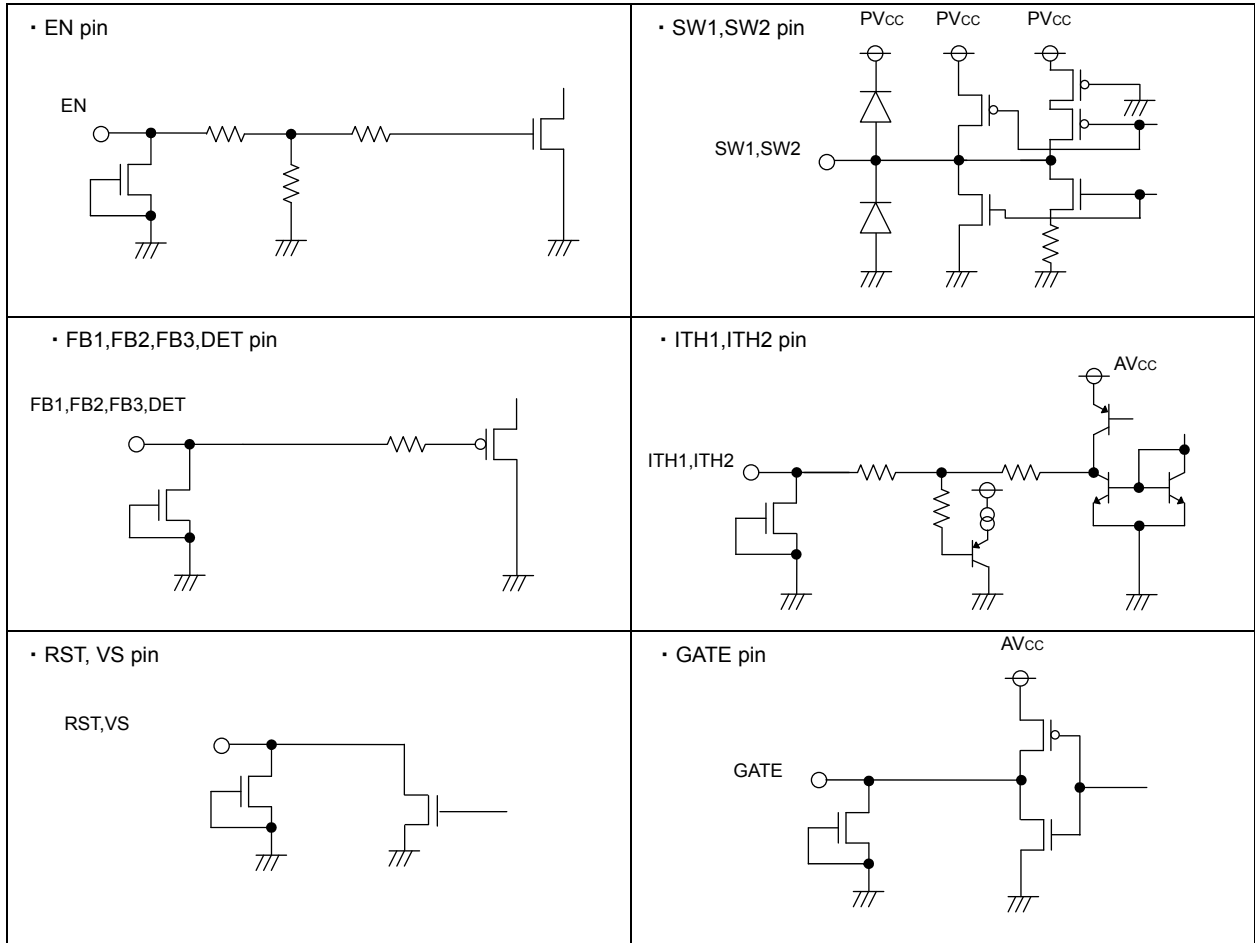 ・EN pin
EN
・SW1,SW2 pin
PVCC PVCC PVCC
SW1,SW2
・FB1,FB2,FB3,DET pin
FB1,FB2,FB3,DET
・ITH1,ITH2 pin
AVCC
ITH1,ITH2
・RST, VS pin
RST,VS
・GATE pin
AVCC
GATE